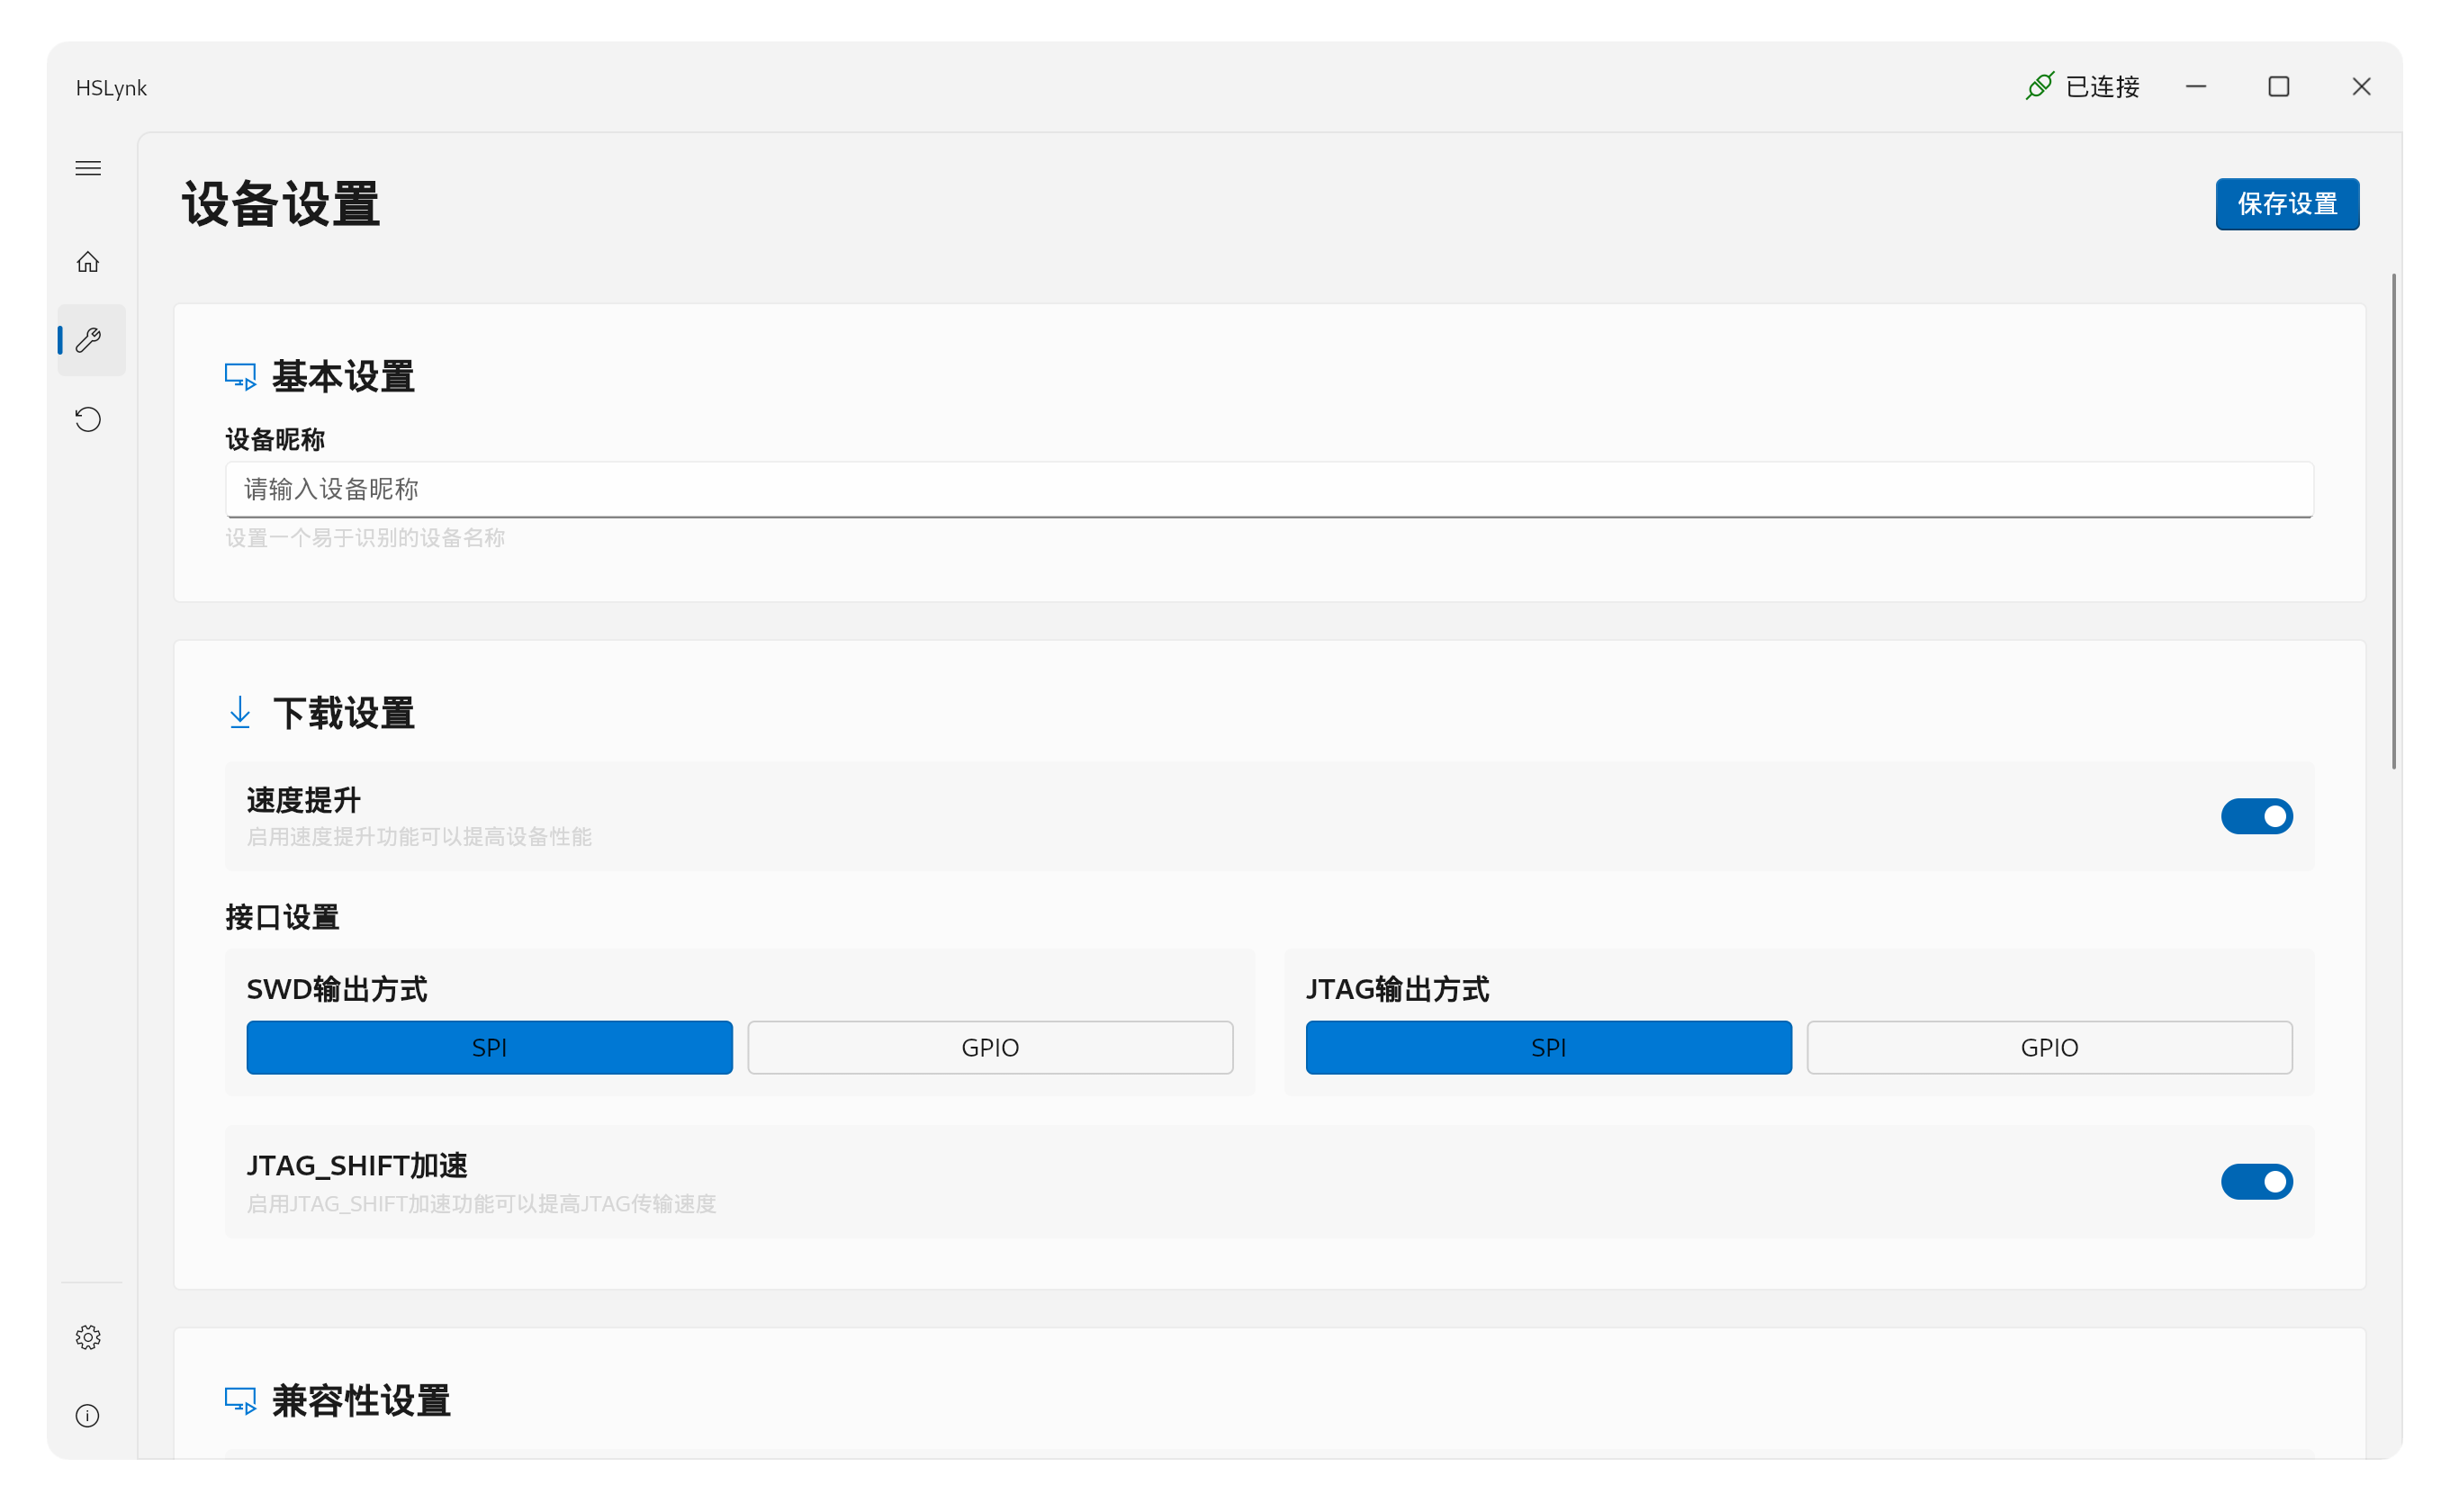 HSLynk
已连接
设备设置
保存设置
基本设置
设备昵称
请输入设备昵称
设置一个易于识别的设备名称
下载设置
速度提升
启用速度提升功能可以提高设备性能
接口设置
SWD输出方式
SPI
GPIO
JTAG输出方式
SPI
GPIO
JTAG_SHIFT加速
启用JTAG_SHIFT加速功能可以提高JTAG传输速度
兼容性设置